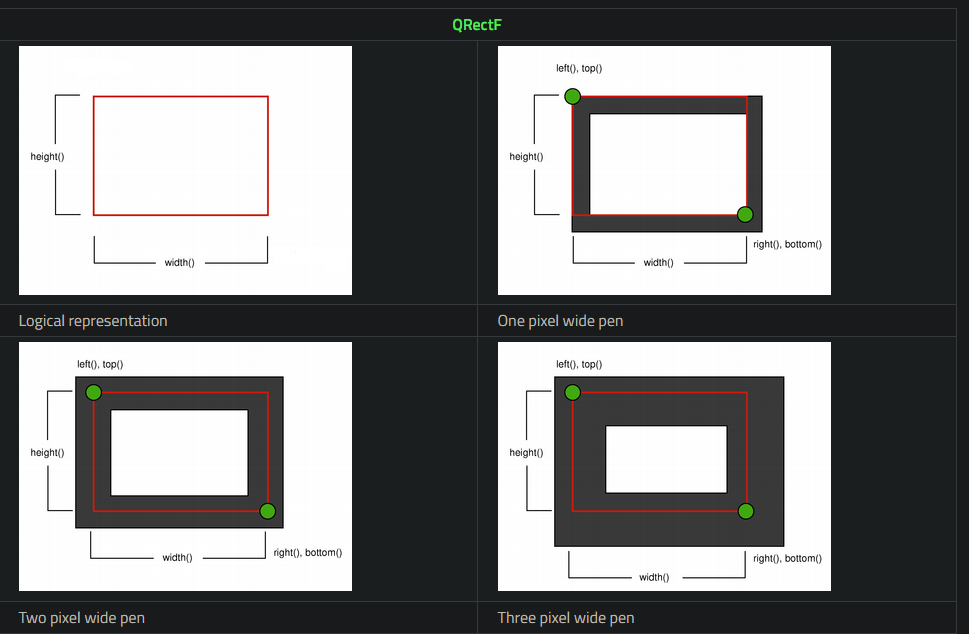 QRectF
height()
width()
left(), top()
height()
right(), bottom()
width()
Logical representation
One pixel wide pen
left(), top()
height()
right(), bottom()
width()
left(), top()
height()
right(), bottom()
width()
Two pixel wide pen
Three pixel wide pen